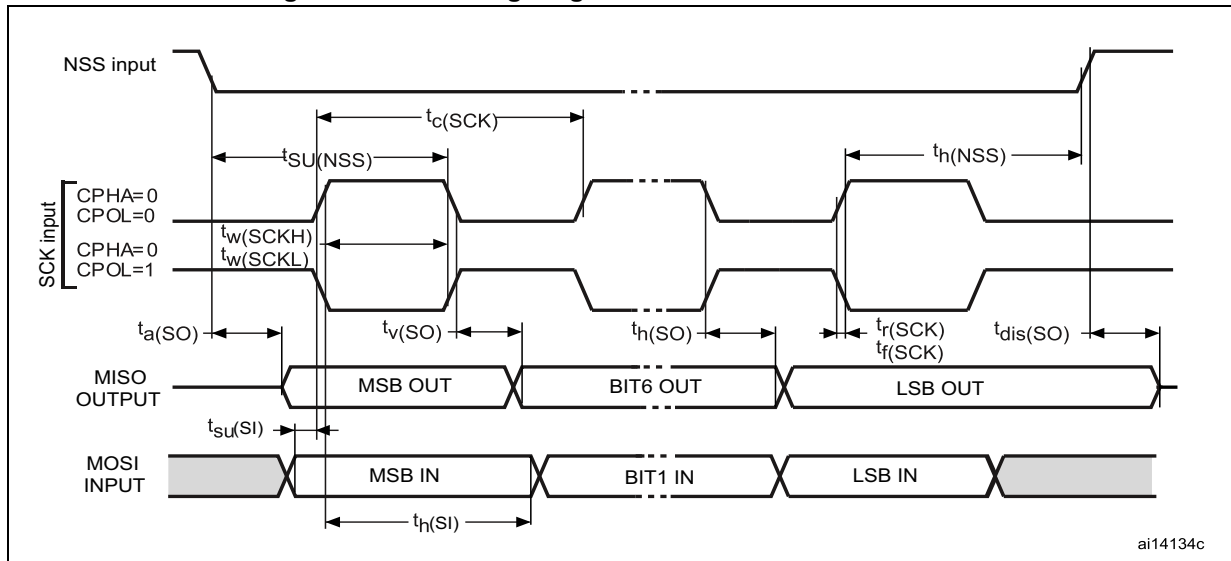 NSS input
tc(SCK)
tSU(NSS)
th(NSS)
SCK input
CPHA=0
CPOL=0
CPHA=0
CPOL=1
tw(SCKH)
tw(SCKL)
ta(SO)
tv(SO)
th(SO)
tr(SCK)
tf(SCK)
tdis(SO)
MISO
OUTPUT
MSB OUT
BIT6 OUT
LSB OUT
tsu(SI)
MOSI
INPUT
MSB IN
BIT1 IN
LSB IN
th(SI)
ai14134c